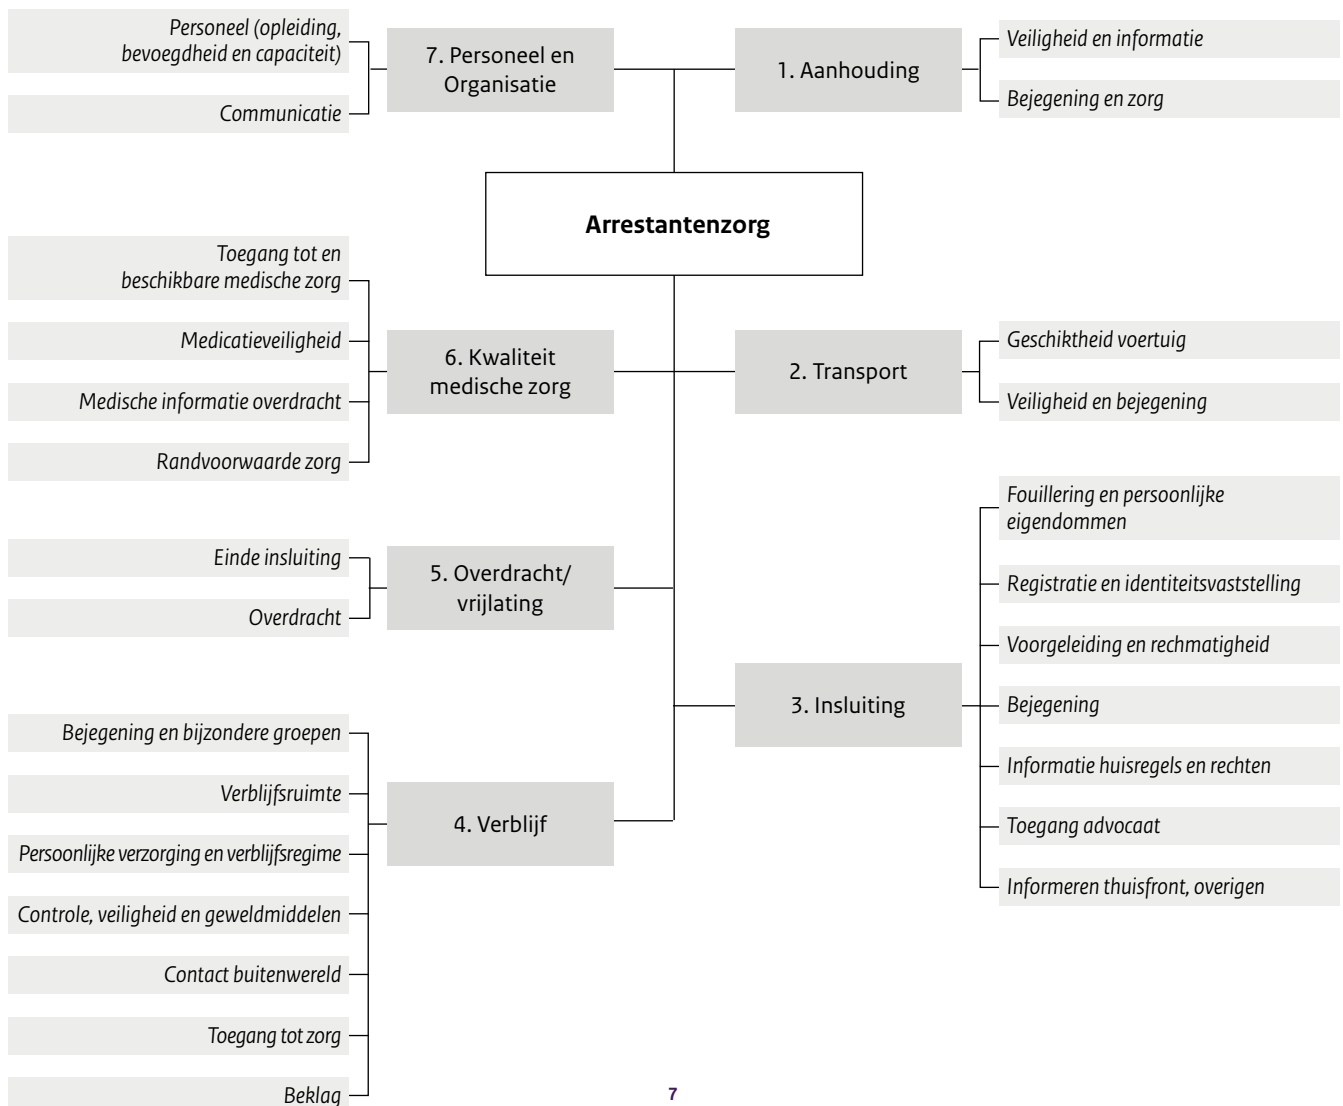 Personeel (opleiding,
bevoegdheid en capaciteit)
Communicatie
7. Personeel en
Organisatie
1. Aanhouding
Veiligheid en informatie
Bejegening en zorg
Arrestantenzorg
Toegang tot en
beschikbare medische zorg
Medicatieveiligheid
Medische informatie overdracht
Randvoorwaarde zorg
6. Kwaliteit
medische zorg
2. Transport
Geschiktheid voertuig
Veiligheid en bejegening
Einde insluiting
Overdracht
5. Overdracht/
vrijlating
3. Insluiting
Fouillering en persoonlijke
eigendommen
Registratie en identiteitsvaststelling
Voorgeleiding en rechmatigheid
Bejegening
Informatie huisregels en rechten
Toegang advocaat
Informeren thuisfront, overigen
Bejegening en bijzondere groepen
Verblijfsruimte
Persoonlijke verzorging en verblijfsregime
Controle, veiligheid en geweldmiddelen
Contact buitenwereld
Toegang tot zorg
Beklag
4. Verblijf
7